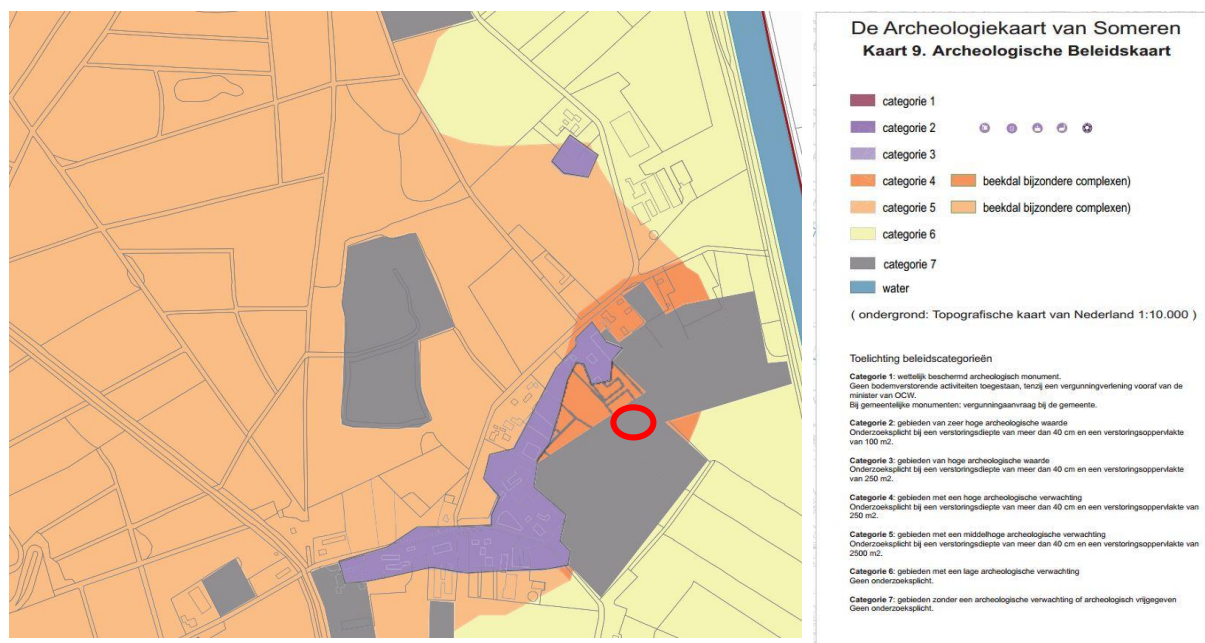 De Archeologiekaart van Someren
Kaart 9. Archeologische Beleidskaart
categorie 1
categorie 2
categorie 3
categorie 4
beekdal bijzondere complexen)
categorie 5
beekdal bijzondere complexen)
categorie 6
categorie 7
water
( ondergrond: Topografische kaart van Nederland 1:10.000 )
Toelichting beleidscategorieën
Categorie 1: wettelijk beschermd archeologisch monument.
Geen bodemverstorende activiteiten toegestaan, tenzij een vergunningverlening vooraf van de
minister van OCW.
Bij gemeentelijke monumenten: vergunningaanvraag bij de gemeente.
Categorie 2: gebieden van zeer hoge archeologische waarde
Onderzoeksplicht bij een verstoringsdiepte van meer dan 40 cm en een verstoringsoppervlakte
van 100 m2.
Categorie 3: gebieden van hoge archeologische waarde
Onderzoeksplicht bij een verstoringsdiepte van meer dan 40 cm en een verstoringsoppervlakte
van 250 m2.
Categorie 4: gebieden met een hoge archeologische verwachting
Onderzoeksplicht bij een verstoringsdiepte van meer dan 40 cm en een verstoringsoppervlakte van
250 m2.
Categorie 5: gebieden met een middelhoge archeologische verwachting
Onderzoeksplicht bij een verstoringsdiepte van meer dan 40 cm en een verstoringsoppervlakte van
2500 m2.
Categorie 6: gebieden met een lage archeologische verwachting
Geen onderzoeksplicht.
Categorie 7: gebieden zonder een archeologische verwachting of archeologisch vrijgegeven
Geen onderzoeksplicht.